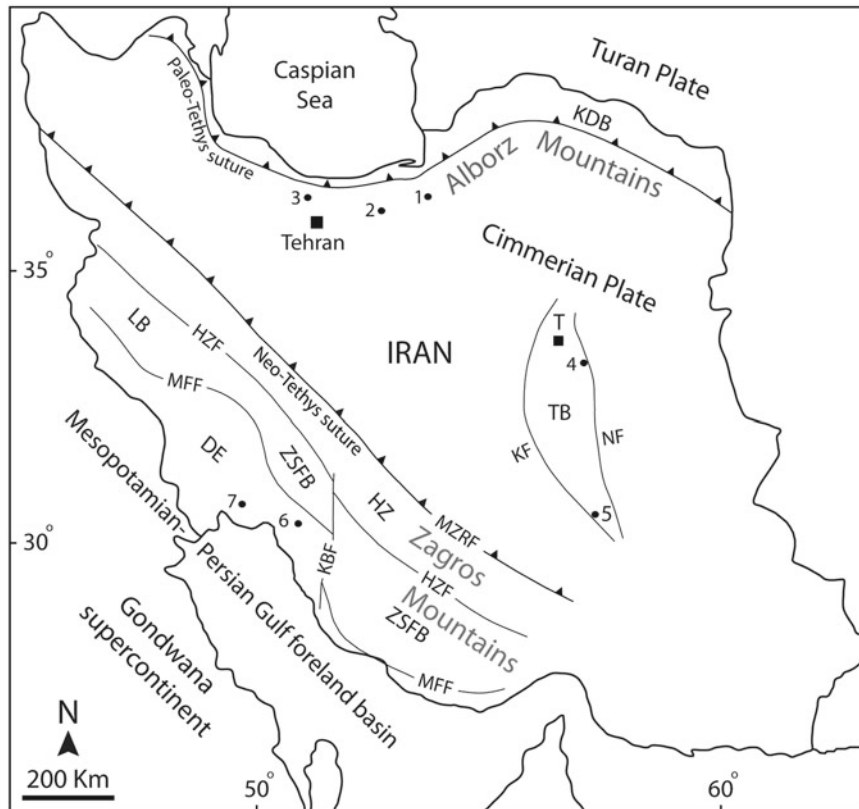 Turan Plate
Caspian
Sea
Paleo-Tethys suture
KDB
Alborz
Mountains
3
2
1
Tehran
Cimmerian Plate
35°
LB
HZF
IRAN
T
4
MFF
Neo-Tethys suture
TB
Mesopotamian-
DE
ZSFB
KF
NF
HZ
7
6
5
MZRF
30°
KBF
Zagros
HZF
Persian Gulf foreland basin
Mountains
ZSFB
Gondwana
supercontinent
MFF
N
200 Km
50°
60°